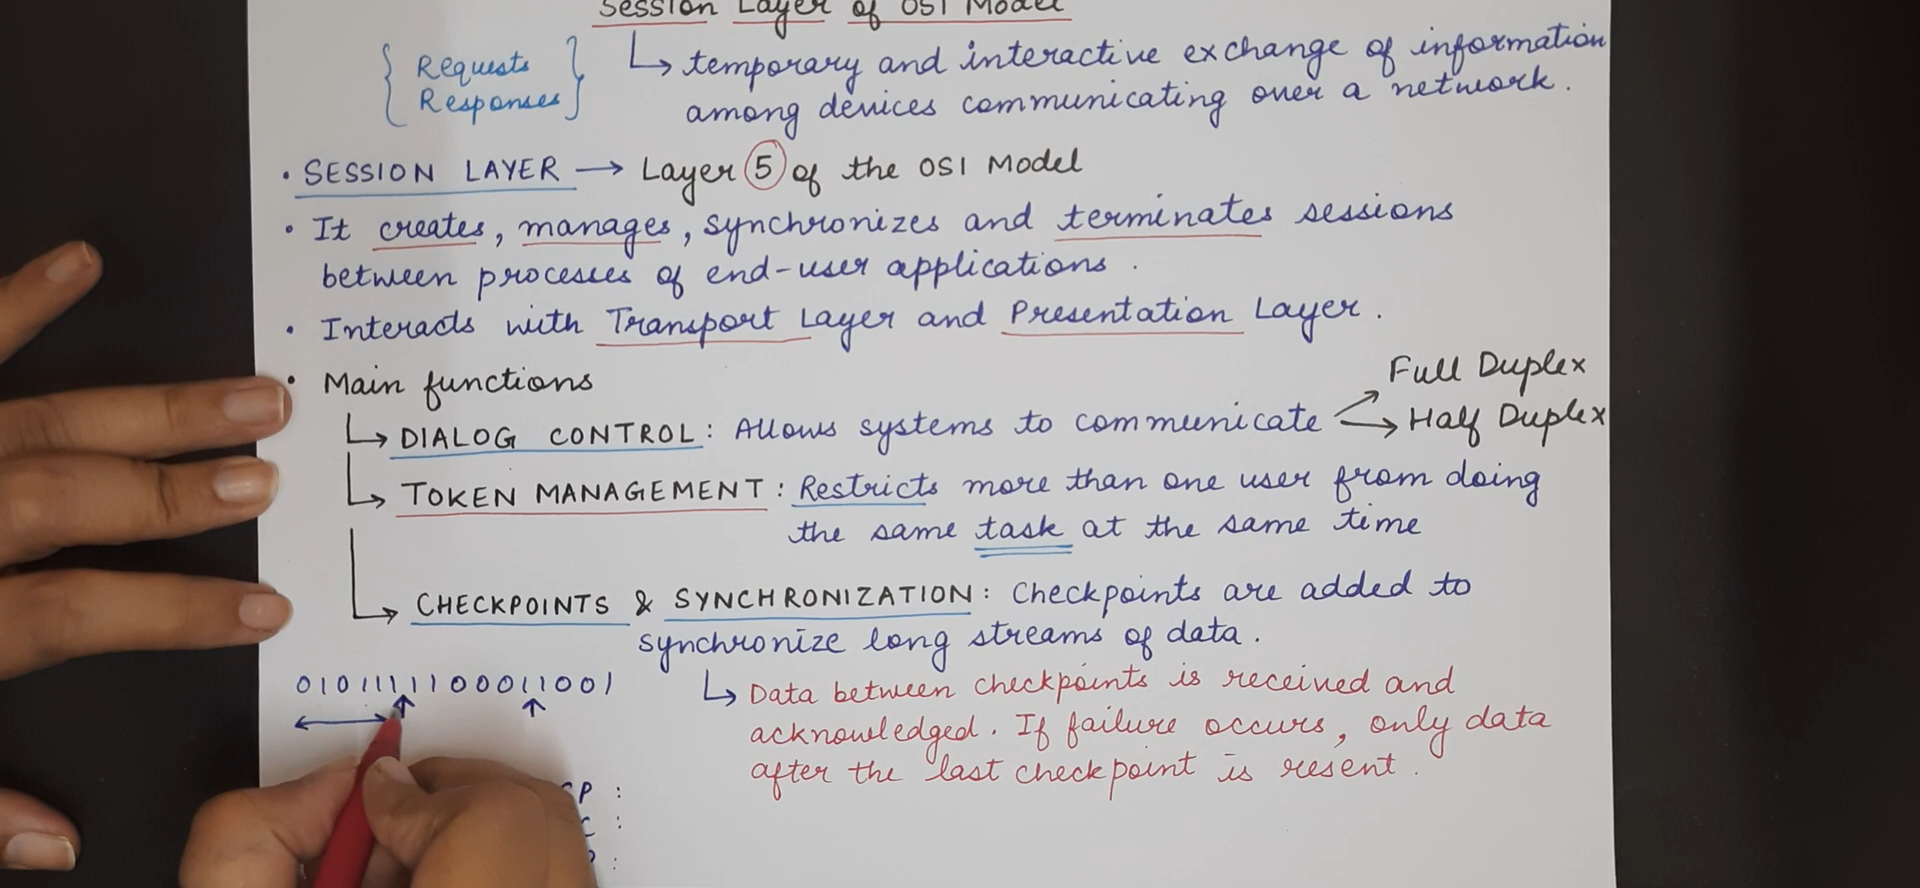 Session Layer of OSI Model
{ Requests
Responses }
↳ temporary and interactive exchange of information
among devices communicating over a network.
• SESSION LAYER → Layer 5 of the OSI Model
• It creates, manages, synchronizes and terminates sessions
between processes of end-user applications.
• Interacts with Transport Layer and Presentation Layer.
• Main functions
Full Duplex
↳ DIALOG CONTROL: Allows systems to communicate → Half Duplex
↳ TOKEN MANAGEMENT: Restricts more than one user from doing
the same task at the same time
↳ CHECKPOINTS & SYNCHRONIZATION: Checkpoints are added to
synchronize long streams of data.
0101111110001 1001
↳ Data between checkpoints is received and
acknowledged. If failure occurs, only data
after the last checkpoint is resent.